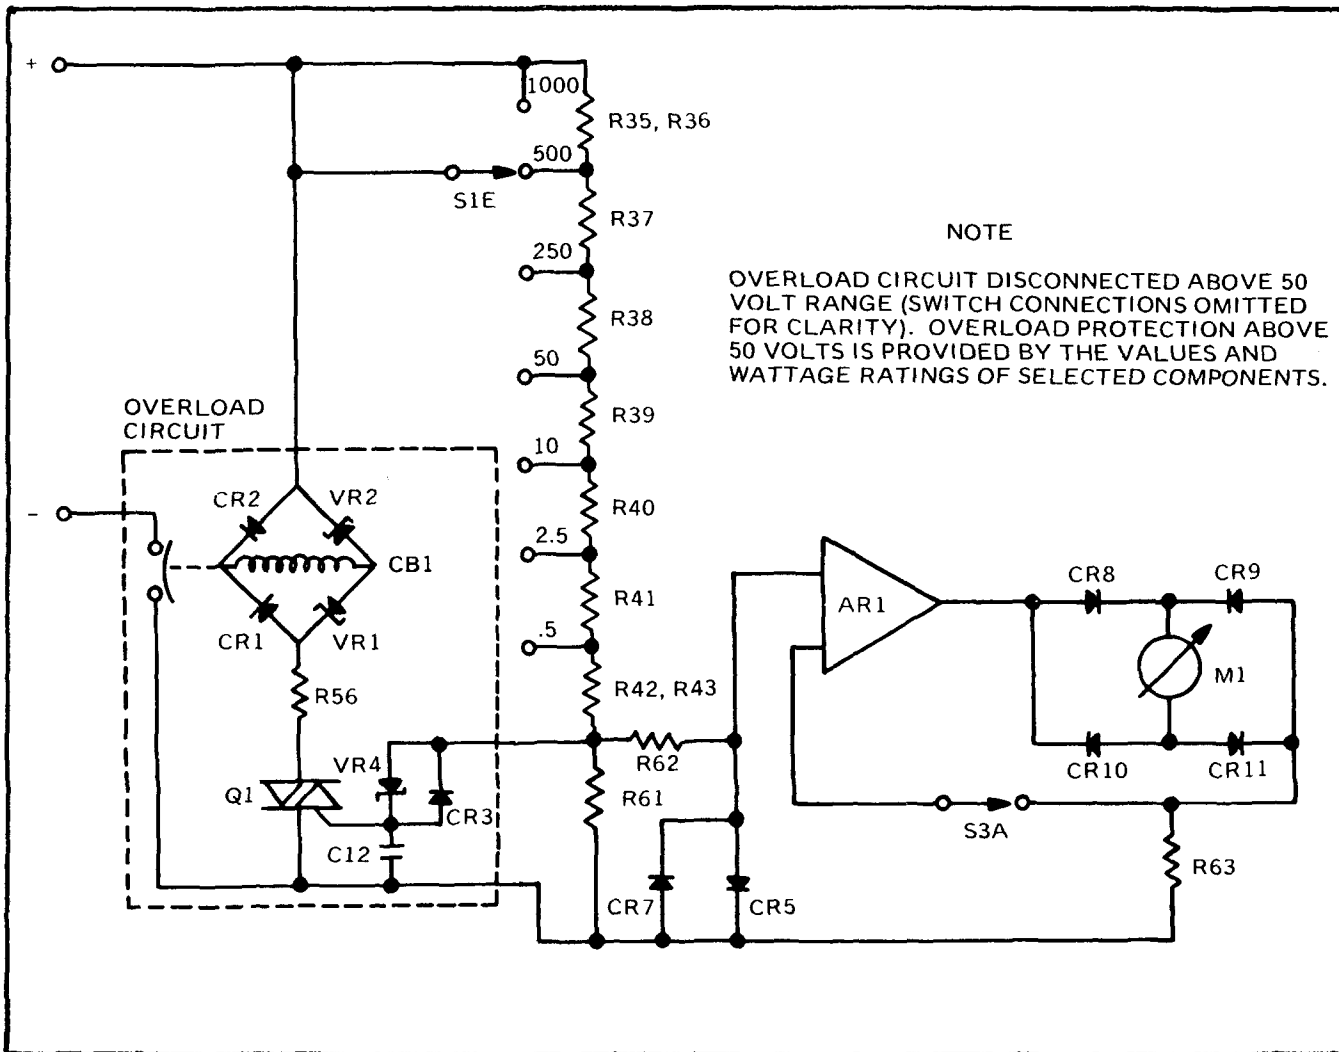 +
1000
R35, R36
500
S1E
R37
NOTE
250
OVERLOAD CIRCUIT DISCONNECTED ABOVE 50
VOLT RANGE (SWITCH CONNECTIONS OMITTED
FOR CLARITY). OVERLOAD PROTECTION ABOVE
50 VOLTS IS PROVIDED BY THE VALUES AND
WATTAGE RATINGS OF SELECTED COMPONENTS.
R38
50
OVERLOAD
CIRCUIT
R39
10
CR2
VR2
R40
-
2.5
CB1
CR8
CR9
R41
AR1
CR1
VR1
.5
R56
R42, R43
M1
VR4
R62
CR10
CR11
Q1
CR3
R61
S3A
C12
R63
CR7
CR5